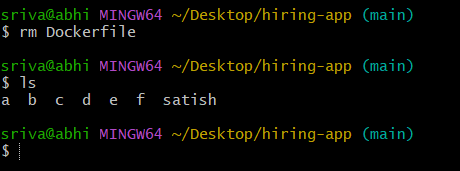 sriva@abhi MINGW64 ~/Desktop/hiring-app (main)
$ rm Dockerfile
sriva@abhi MINGW64 ~/Desktop/hiring-app (main)
$ ls
a  b  c  d  e  f  satish
sriva@abhi MINGW64 ~/Desktop/hiring-app (main)
$